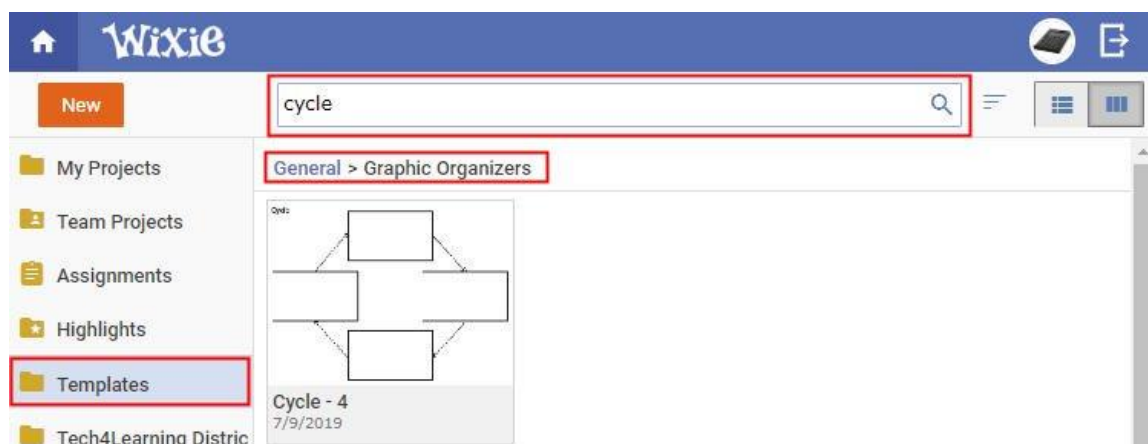 Wixie
New
cycle
My Projects
General > Graphic Organizers
Team Projects
Assignments
Highlights
Templates
Tech4Learning Distric
Cycle
Cycle - 4
7/9/2019